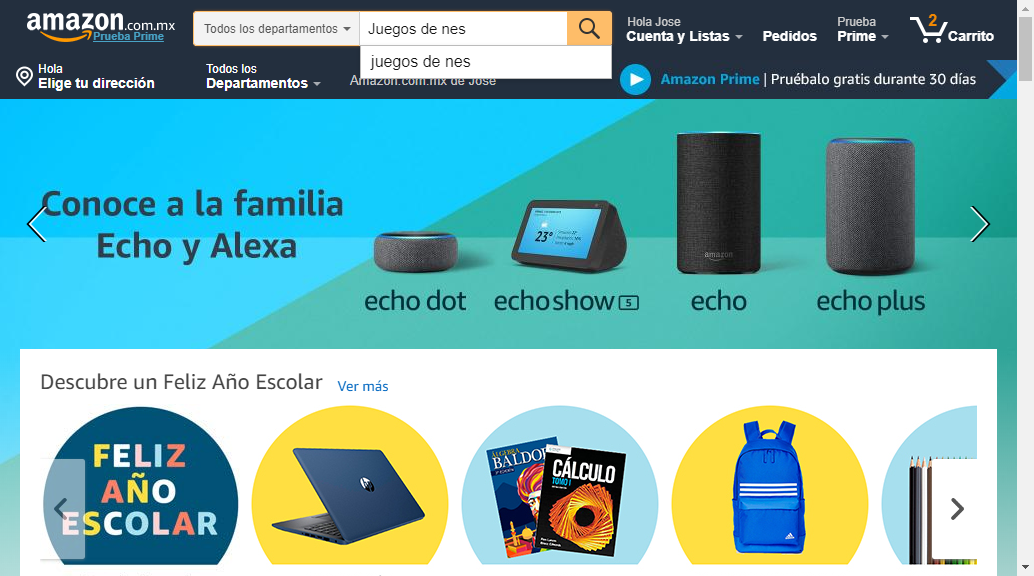 amazon.com.mx
Prueba Prime
Todos los departamentos
Juegos de nes
juegos de nes
Hola Jose
Cuenta y Listas
Pedidos
Prueba
Prime
2
Carrito
Hola
Elige tu dirección
Todos los
Departamentos
Amazon.com.mx de Jose
Amazon Prime | Pruébalo gratis durante 30 días
Conoce a la familia
Echo y Alexa
23°
amazon
echo dot
echo show 5
echo
echo plus
Descubre un Feliz Año Escolar
Ver más
FELIZ
AÑO
ESCOLAR
hp
ÁLGEBRA
BALDOR
CÁLCULO
TOMO I
adidas